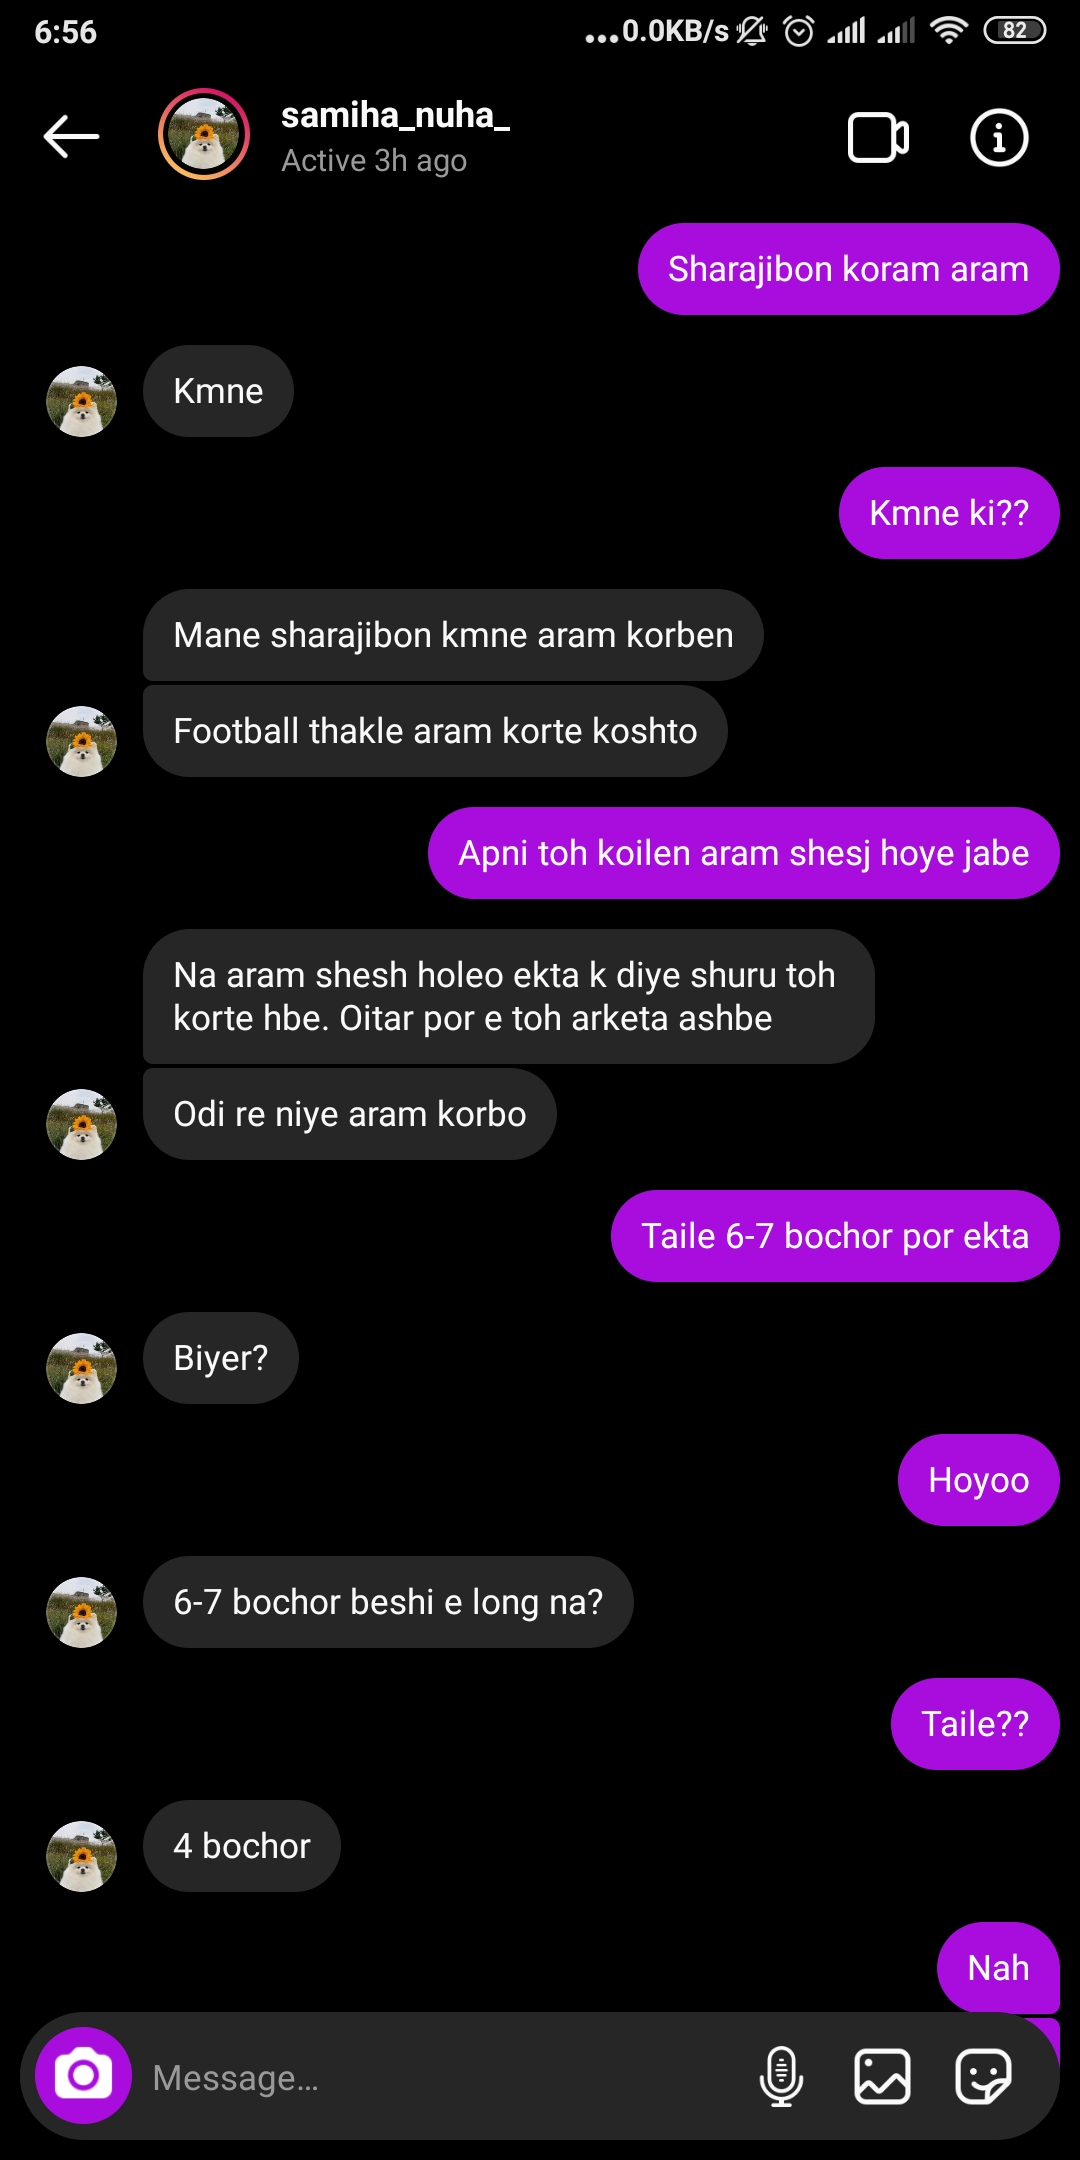 6:56
...0.0KB/s
82
samiha_nuha_
Active 3h ago
Sharajibon koram aram
Kmne
Kmne ki??
Mane sharajibon kmne aram korben
Football thakle aram korte koshto
Apni toh koilen aram shesj hoye jabe
Na aram shesh holeo ekta k diye shuru toh
korte hbe. Oitar por e toh arketa ashbe
Odi re niye aram korbo
Taile 6-7 bochor por ekta
Biyer?
Hoyoo
6-7 bochor beshi e long na?
Taile??
4 bochor
Nah
Message...